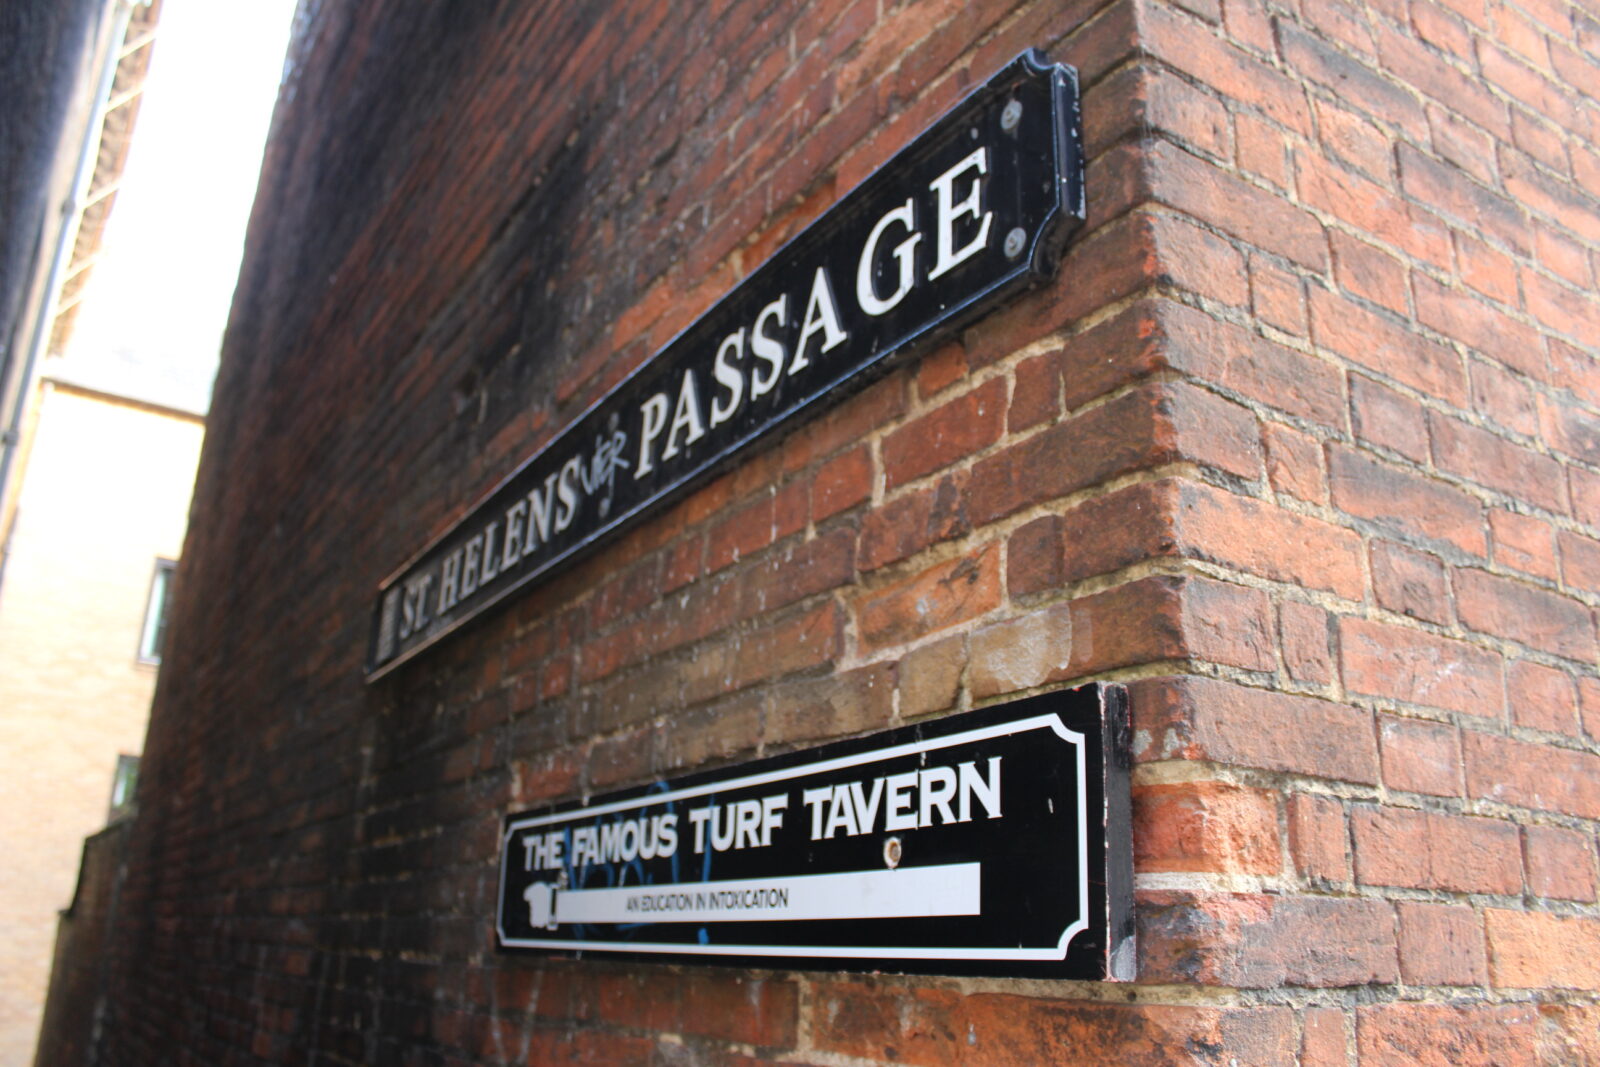 ST. HELENS PASSAGE
THE FAMOUS TURF TAVERN
AN EDUCATION IN INTOXICATION